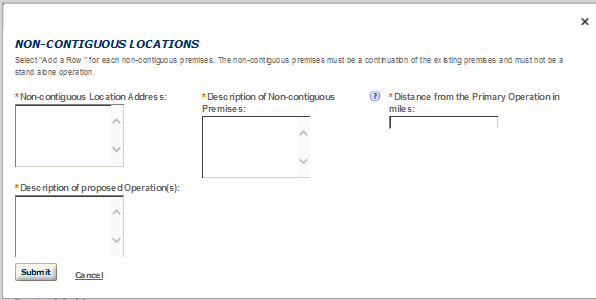 NON-CONTIGUOUS LOCATIONS
Select "Add a Row " for each non-contiguous premises. The non-contiguous premises must be a continuation of the existing premises and must not be a
stand alone operation.
*Non-contiguous Location Address:
*Description of Non-contiguous
Premises:
*Distance from the Primary Operation in
miles:
*Description of proposed Operation(s):
Submit
Cancel